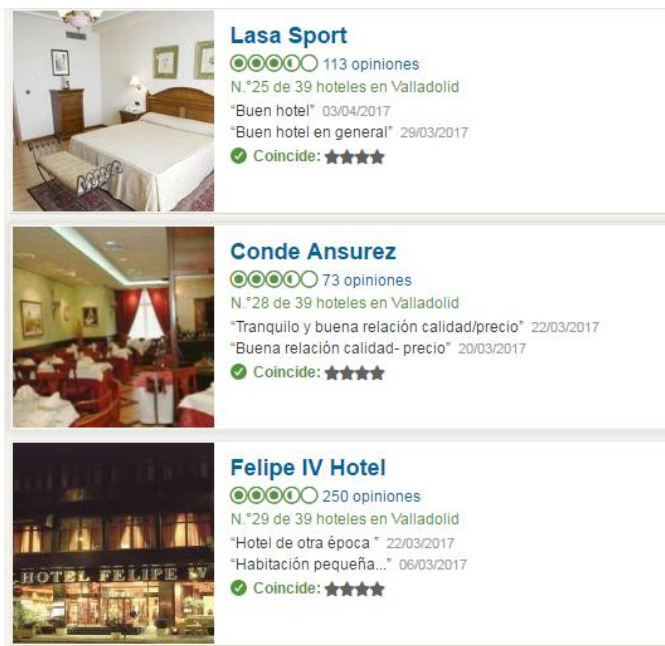 Lasa Sport
113 opiniones
N.°25 de 39 hoteles en Valladolid
“Buen hotel” 03/04/2017
“Buen hotel en general” 29/03/2017
Coincide:
Conde Ansurez
73 opiniones
N.°28 de 39 hoteles en Valladolid
“Tranquilo y buena relación calidad/precio” 22/03/2017
“Buena relación calidad- precio” 20/03/2017
Coincide:
Felipe IV Hotel
250 opiniones
N.°29 de 39 hoteles en Valladolid
“Hotel de otra época ” 22/03/2017
“Habitación pequeña...” 06/03/2017
HOTEL FELIPE IV
Coincide: